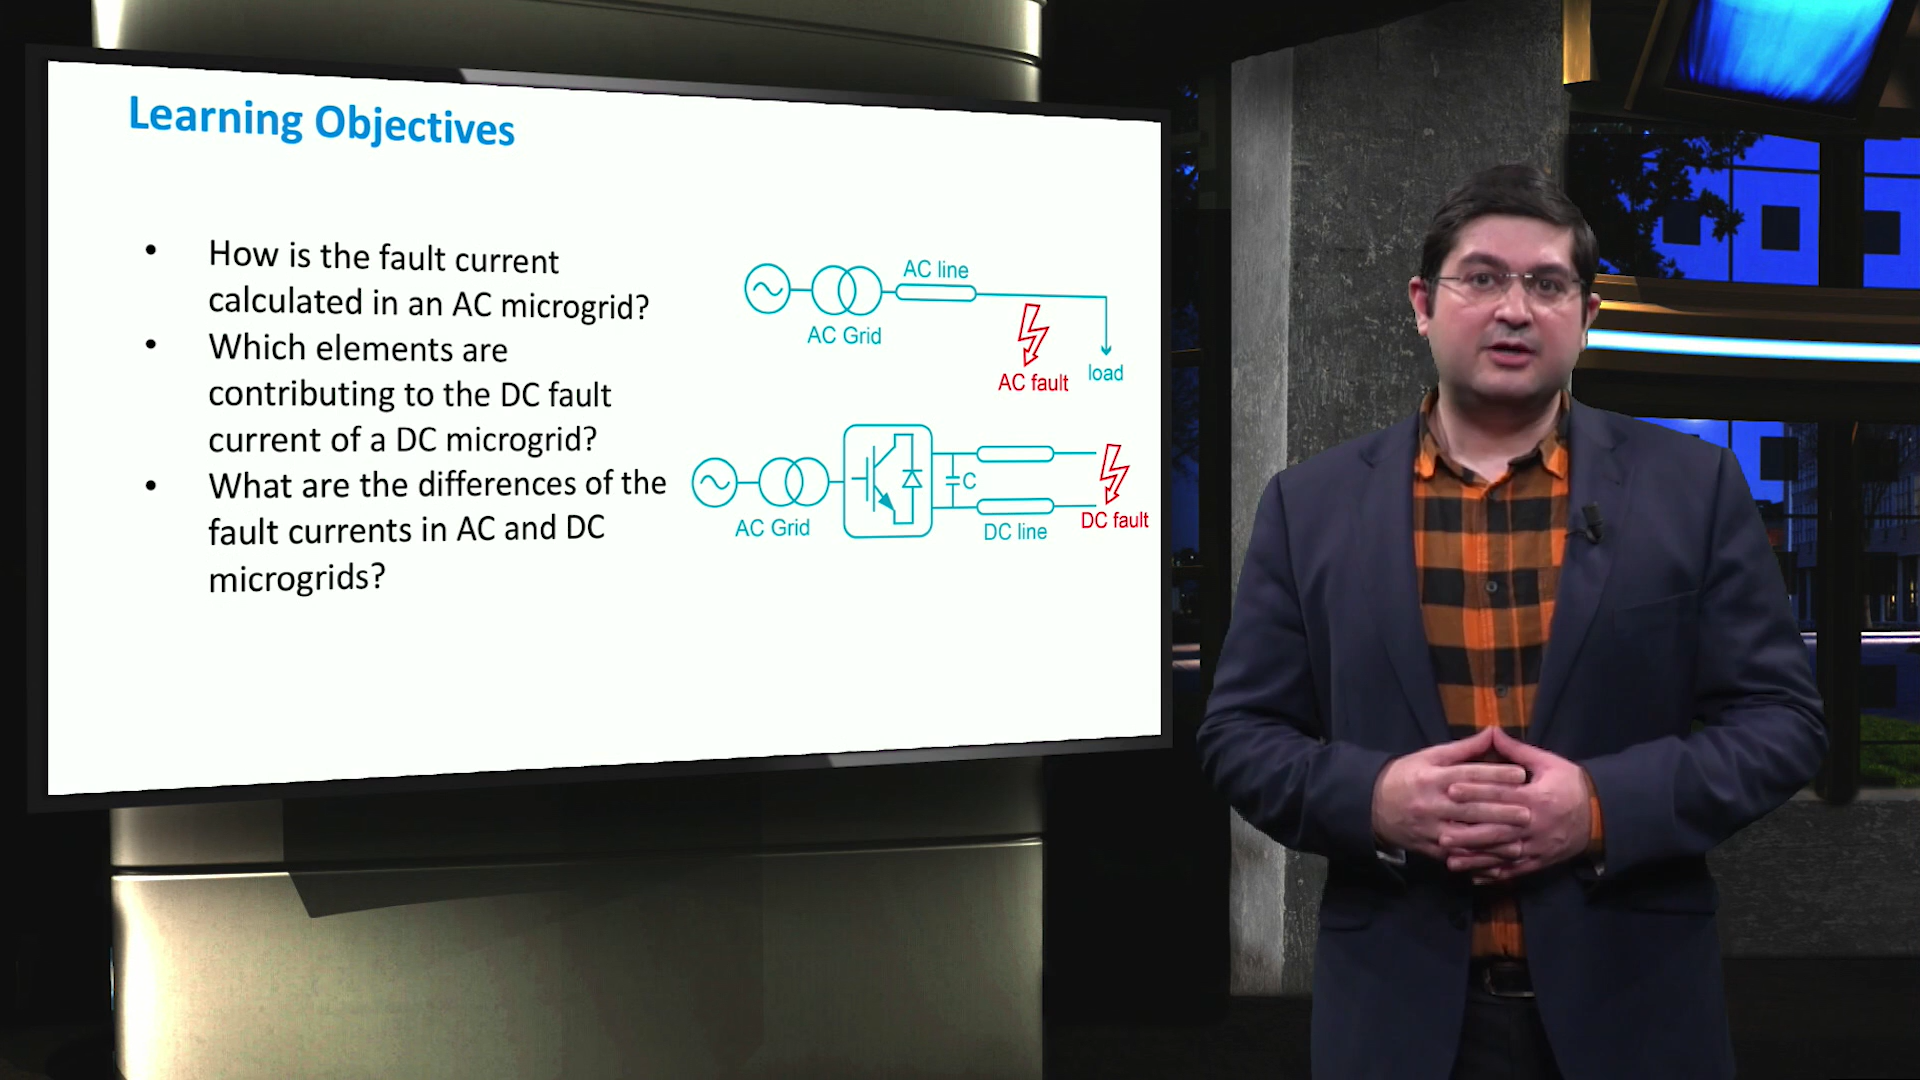 Learning Objectives
• How is the fault current
calculated in an AC microgrid?
• Which elements are
contributing to the DC fault
current of a DC microgrid?
• What are the differences of the
fault currents in AC and DC
microgrids?
AC line
AC Grid
AC fault
load
C
AC Grid
DC line
DC fault